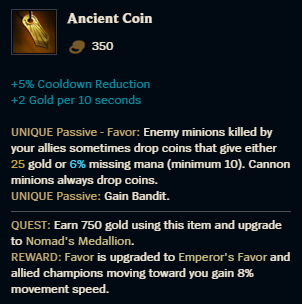 Ancient Coin
350
+5% Cooldown Reduction
+2 Gold per 10 seconds
UNIQUE Passive - Favor: Enemy minions killed by
your allies sometimes drop coins that give either
25 gold or 6% missing mana (minimum 10). Cannon
minions always drop coins.
UNIQUE Passive: Gain Bandit.
QUEST: Earn 750 gold using this item and upgrade
to Nomad's Medallion.
REWARD: Favor is upgraded to Emperor's Favor and
allied champions moving toward you gain 8%
movement speed.